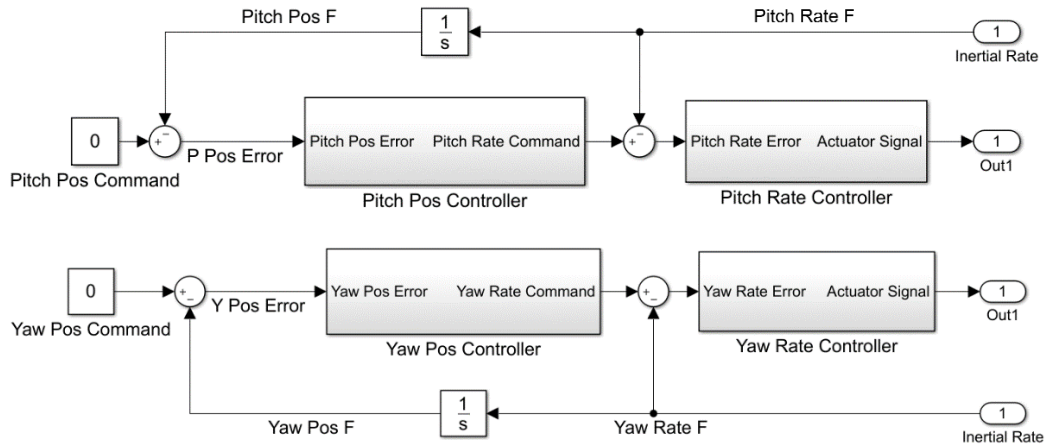 Pitch Pos F
1
s
Pitch Rate F
1
Inertial Rate
0
+
−
P Pos Error
Pitch Pos Command
Pitch Pos Error Pitch Rate Command
Pitch Pos Controller
+
−
Pitch Rate Error Actuator Signal
Pitch Rate Controller
1
Out1
0
+
−
Y Pos Error
Yaw Pos Command
Yaw Pos Error Yaw Rate Command
Yaw Pos Controller
+
−
Yaw Rate Error Actuator Signal
Yaw Rate Controller
1
Out1
Yaw Pos F
1
s
Yaw Rate F
1
Inertial Rate